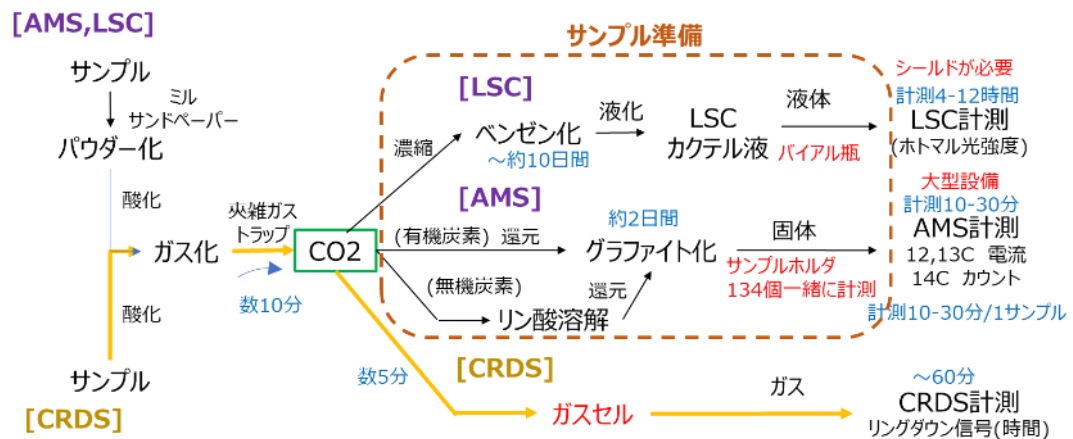 [AMS,LSC]
サンプル
ミル
サンドペーパー
パウダー化
酸化
夾雑ガス
トラップ
ガス化
CO2
数10分
酸化
サンプル
[CRDS]
サンプル準備
[LSC]
濃縮
ベンゼン化
～約10日間
液化
LSC
カクテル液
液体
バイアル瓶
シールドが必要
計測4-12時間
LSC計測
(ホトマル光強度)
[AMS]
(有機炭素) 還元
約2日間
グラファイト化
固体
サンプルホルダ
134個一緒に計測
大型設備
計測10-30分
AMS計測
12,13C 電流
14C カウント
計測10-30分/1サンプル
(無機炭素)
リン酸溶解
還元
[CRDS]
数5分
ガスセル
ガス
～60分
CRDS計測
リングダウン信号(時間)